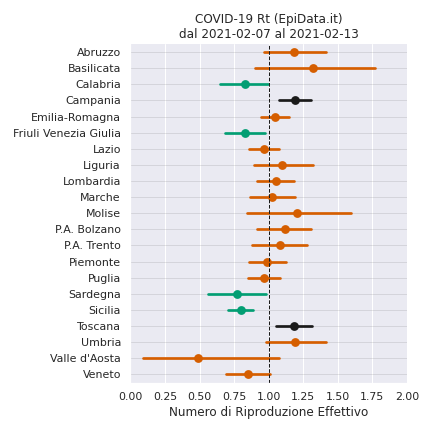 COVID-19 Rt (EpiData.it)
dal 2021-02-07 al 2021-02-13
Abruzzo
Basilicata
Calabria
Campania
Emilia-Romagna
Friuli Venezia Giulia
Lazio
Liguria
Lombardia
Marche
Molise
P.A. Bolzano
P.A. Trento
Piemonte
Puglia
Sardegna
Sicilia
Toscana
Umbria
Valle d'Aosta
Veneto
0.00 0.25 0.50 0.75 1.00 1.25 1.50 1.75 2.00
Numero di Riproduzione Effettivo